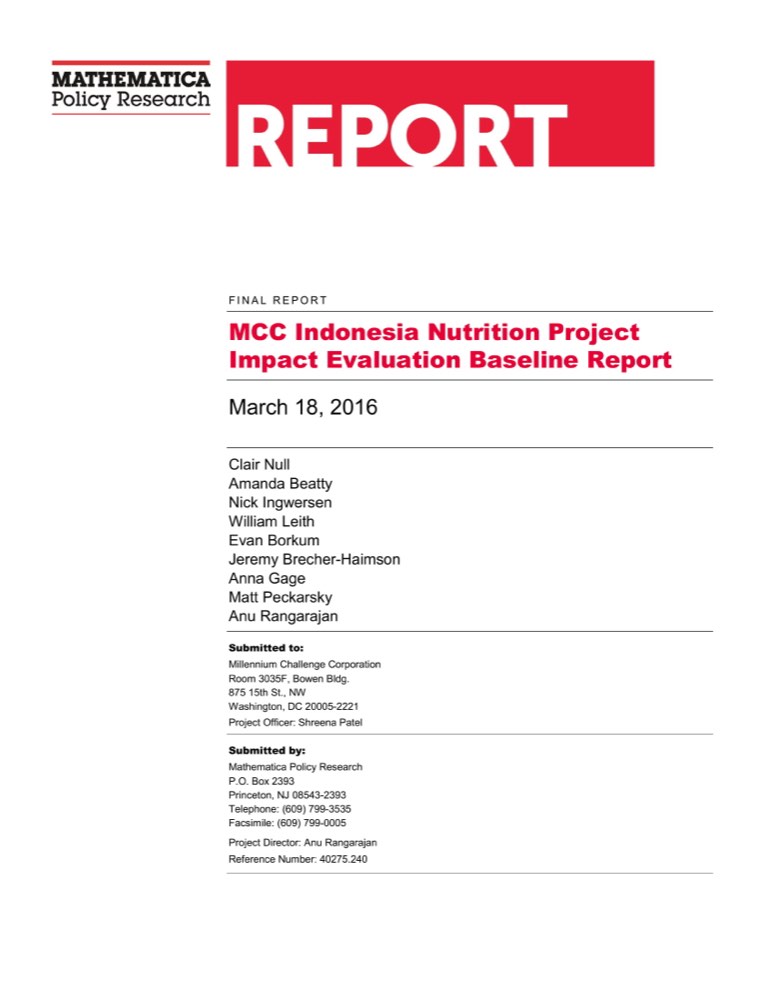 MATHEMATICA
Policy Research
REPORT
FINAL REPORT
MCC Indonesia Nutrition Project
Impact Evaluation Baseline Report
March 18, 2016
Clair Null
Amanda Beatty
Nick Ingwersen
William Leith
Evan Borkum
Jeremy Brecher-Haimson
Anna Gage
Matt Peckarsky
Anu Rangarajan
Submitted to:
Millennium Challenge Corporation
Room 3035F, Bowen Bldg.
875 15th St., NW
Washington, DC 20005-2221
Project Officer: Shreena Patel
Submitted by:
Mathematica Policy Research
P.O. Box 2393
Princeton, NJ 08543-2393
Telephone: (609) 799-3535
Facsimile: (609) 799-0005
Project Director: Anu Rangarajan
Reference Number: 40275.240